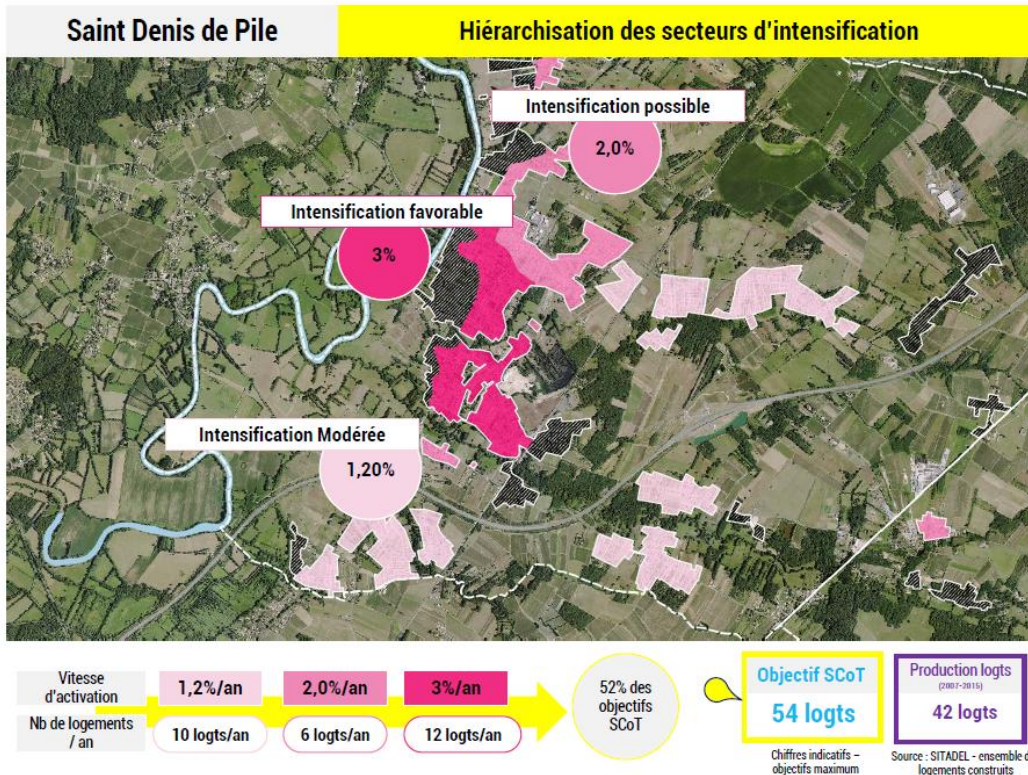 Saint Denis de Pile
Hiérarchisation des secteurs d'intensification
Intensification possible
2,0%
Intensification favorable
3%
Intensification Modérée
1,20%
Vitesse
d'activation
1,2%/an
2,0%/an
3%/an
Nb de logements
/ an
10 logts/an
6 logts/an
12 logts/an
52% des
objectifs
SCoT
Objectif SCoT
54 logts
Chiffres indicatifs –
objectifs maximum
Production logts
(2007-2015)
42 logts
Source : SITADEL - ensemble d
logements construits